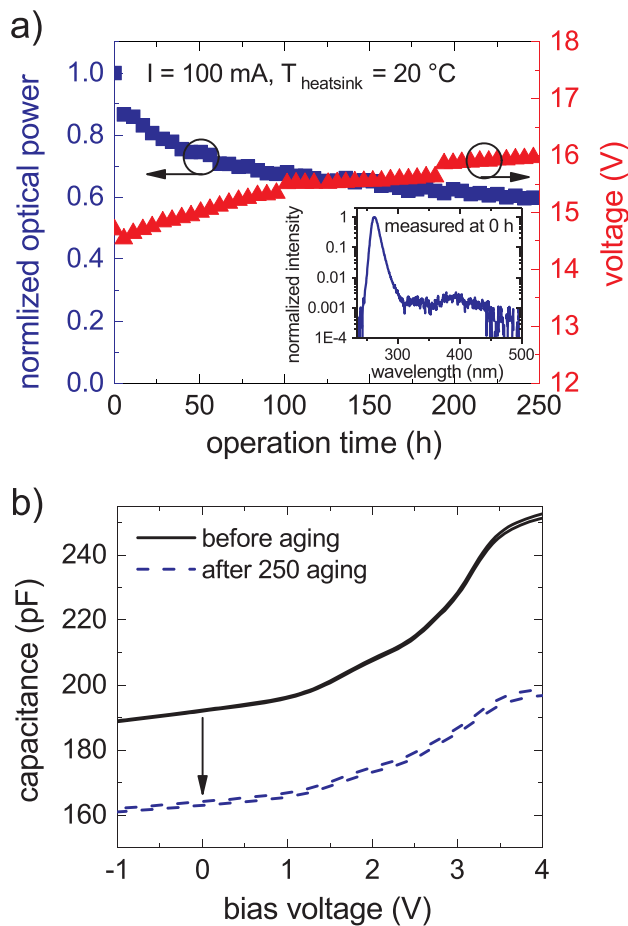 a)
I = 100 mA, T heatsink = 20 °C
normlized optical power
1.0
0.8
0.6
0.4
0.2
0.0
voltage (V)
18
17
16
15
14
13
12
measured at 0 h
normalized intensity
1
0.1
0.01
0.001
1E-4
300 400 500
wavelength (nm)
0 50 100 150 200 250
operation time (h)
b)
before aging
after 250 aging
capacitance (pF)
240
220
200
180
160
-1 0 1 2 3 4
bias voltage (V)